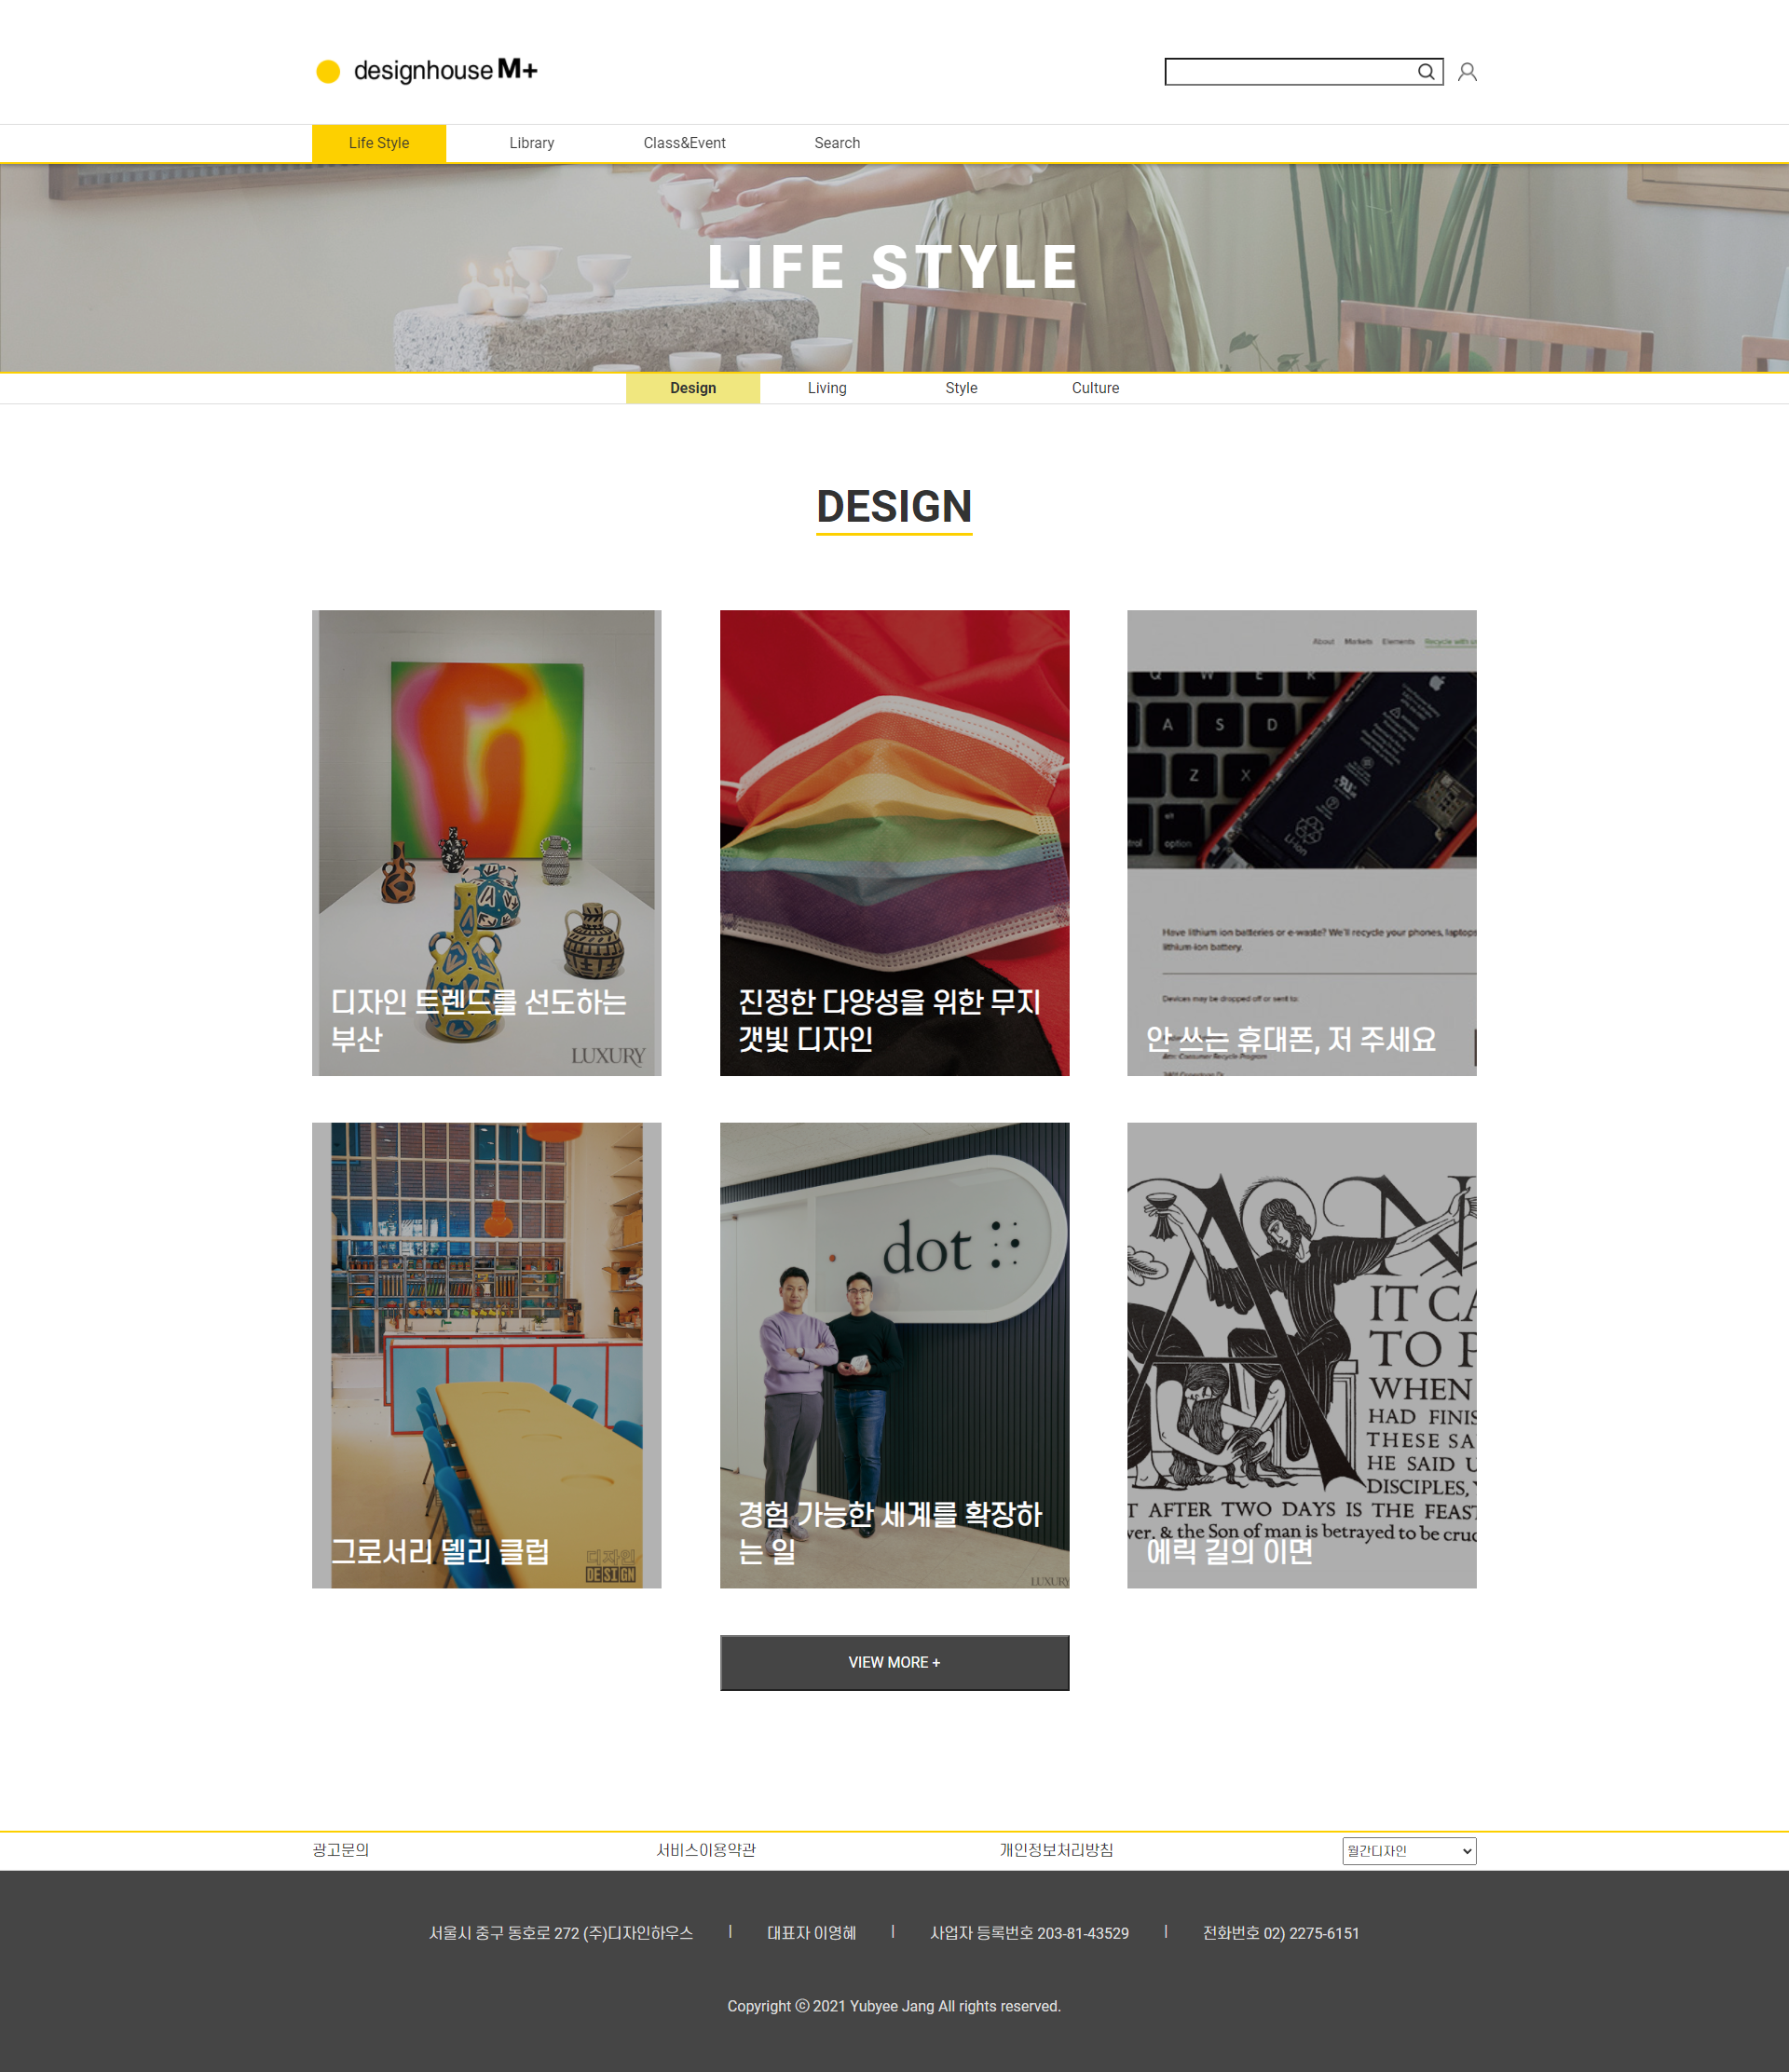 designhouse M+
Life Style
Library
Class&Event
Search
LIFE STYLE
Design
Living
Style
Culture
DESIGN
디자인 트렌드를 선도하는
부산
LUXURY
진정한 다양성을 위한 무지
갯빛 디자인
About Markets Elements Recycle with
Q W E R
A S D
Z X
alt
option
Li-ion
Have lithium ion batteries or e-waste? We'll recycle your phones, laptops
lithium-ion battery.
Devices may be dropped off or sent to:
Attn: Consumer Recycle Program
안 쓰는 휴대폰, 저 주세요
그로서리 델리 클럽
디자인
DESIGN
dot
경험 가능한 세계를 확장하
는 일
LUXURY
A N
IT CA
TO P
WHEN
HAD FINIS
THESE SA
HE SAID U
DISCIPLES,
T AFTER TWO DAYS IS THE FEAST
ver, & the Son of man is betrayed to be cruc
에릭 길의 이면
VIEW MORE +
광고문의
서비스이용약관
개인정보처리방침
월간디자인
서울시 중구 동호로 272 (주)디자인하우스 | 대표자 이영혜 | 사업자 등록번호 203-81-43529 | 전화번호 02) 2275-6151
Copyright ⓒ 2021 Yubyee Jang All rights reserved.